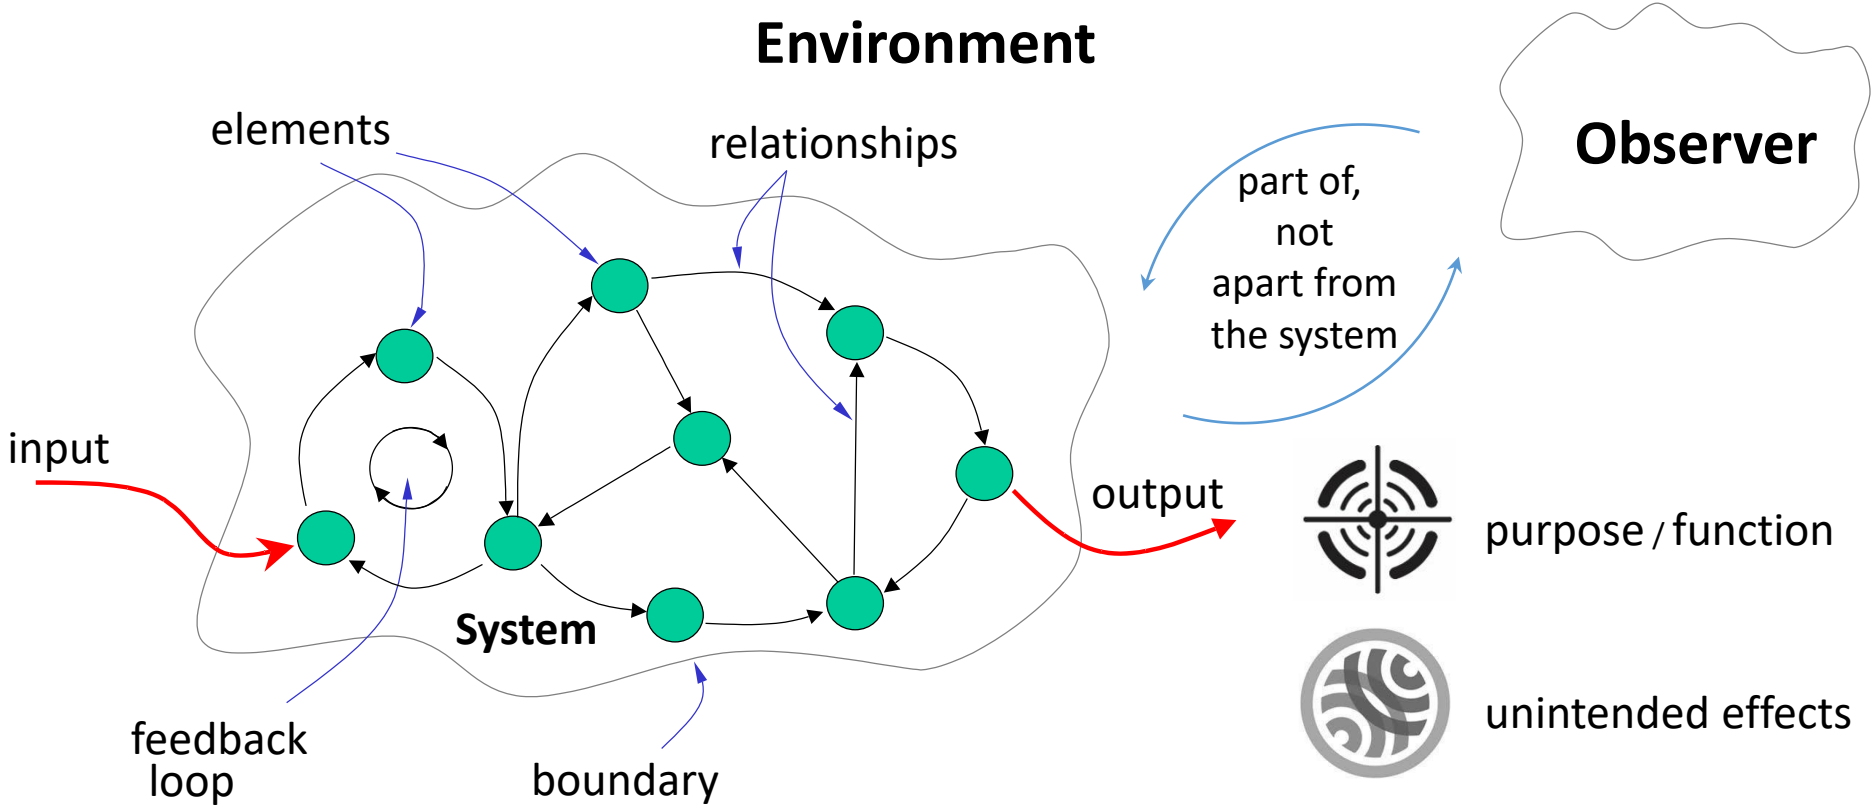 Environment
elements
relationships
Observer
part of,
not
apart from
the system
input
output
purpose / function
System
unintended effects
feedback
loop
boundary